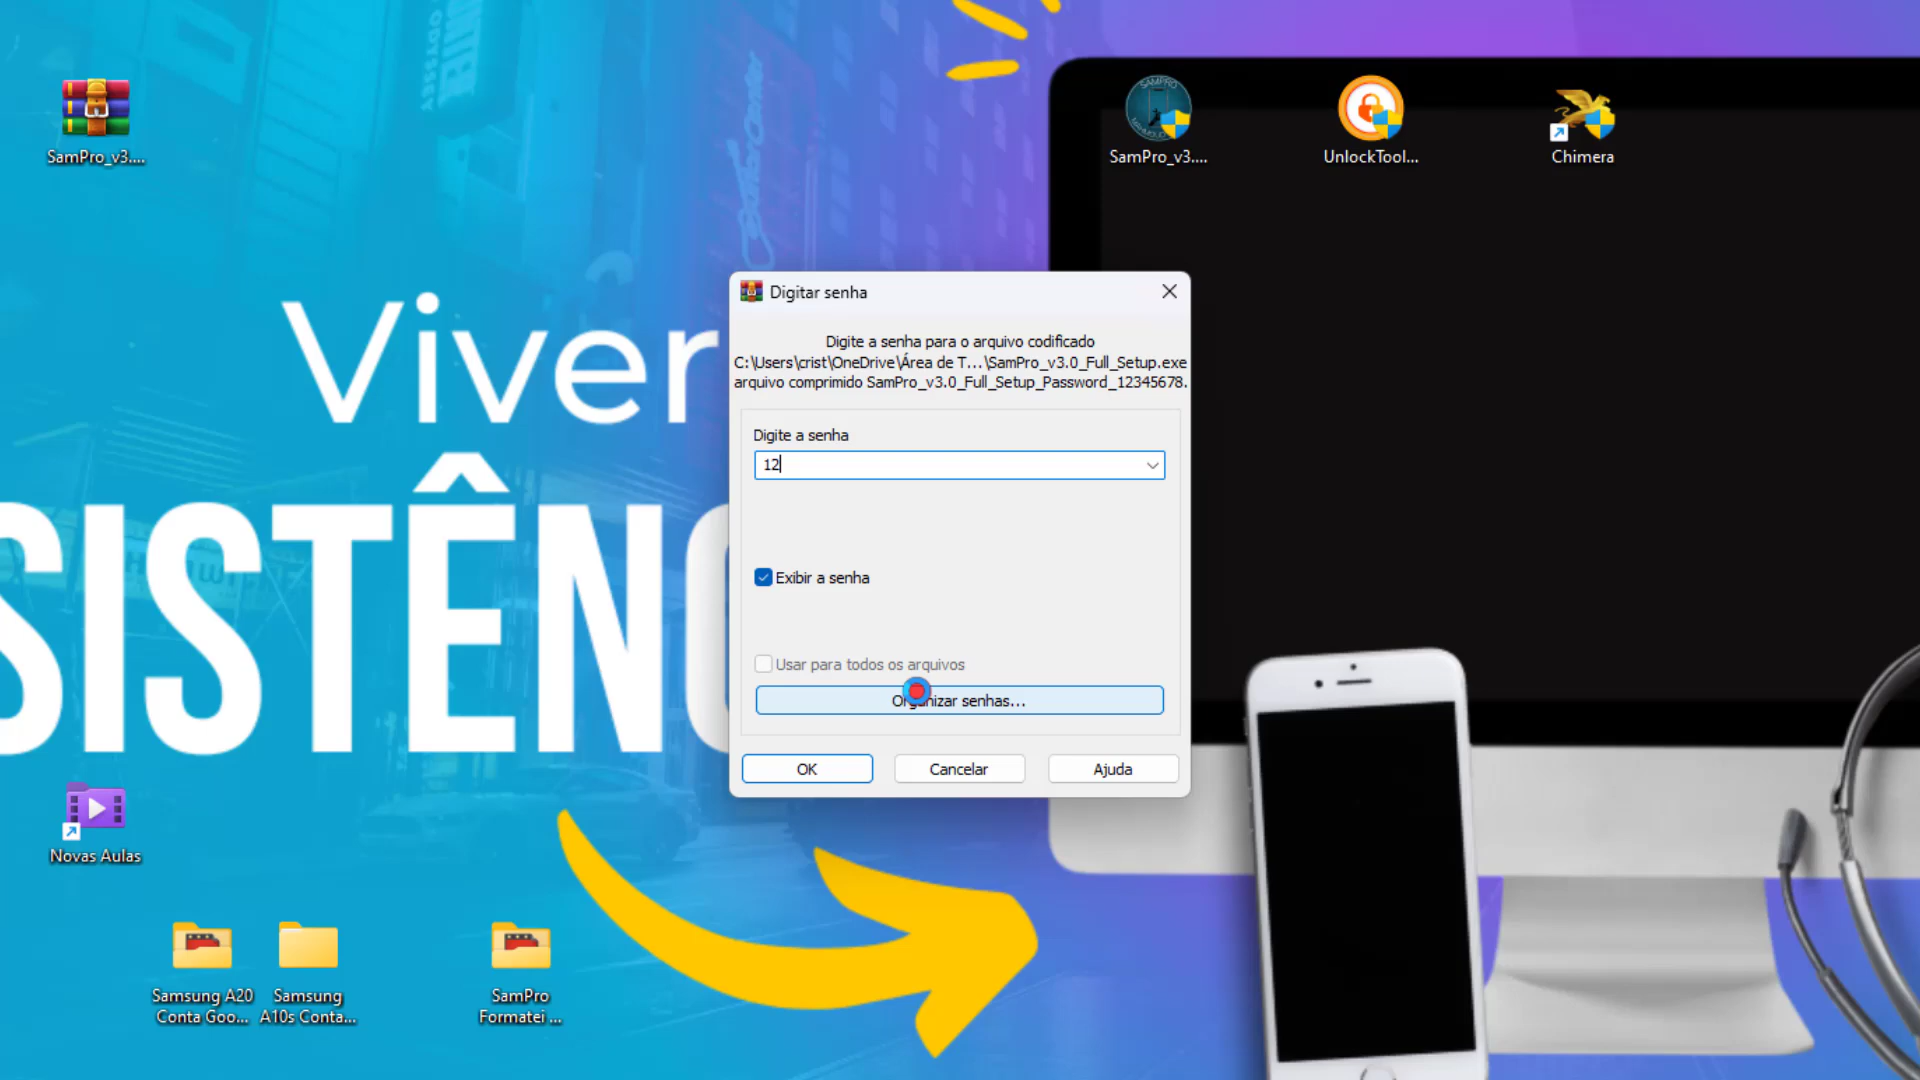 SamPro_v3....
SamPro_v3....
UnlockTool...
Chimera
Viver
SISTÊNC
Digitar senha
Digite a senha para o arquivo codificado
C:\Users\crist\OneDrive\Área de T...\SamPro_v3.0_Full_Setup.exe
arquivo comprimido SamPro_v3.0_Full_Setup_Password_12345678.
Digite a senha
12
Exibir a senha
Usar para todos os arquivos
Organizar senhas...
OK
Cancelar
Ajuda
Novas Aulas
Samsung A20
Conta Goo...
Samsung
A10s Conta...
SamPro
Formatei ...